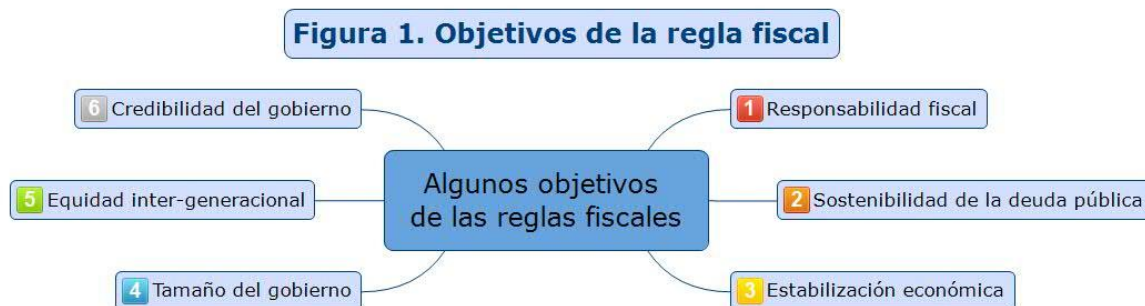 Figura 1. Objetivos de la regla fiscal
6 Credibilidad del gobierno
1 Responsabilidad fiscal
Algunos objetivos
de las reglas fiscales
5 Equidad inter-generacional
2 Sostenibilidad de la deuda pública
4 Tamaño del gobierno
3 Estabilización económica